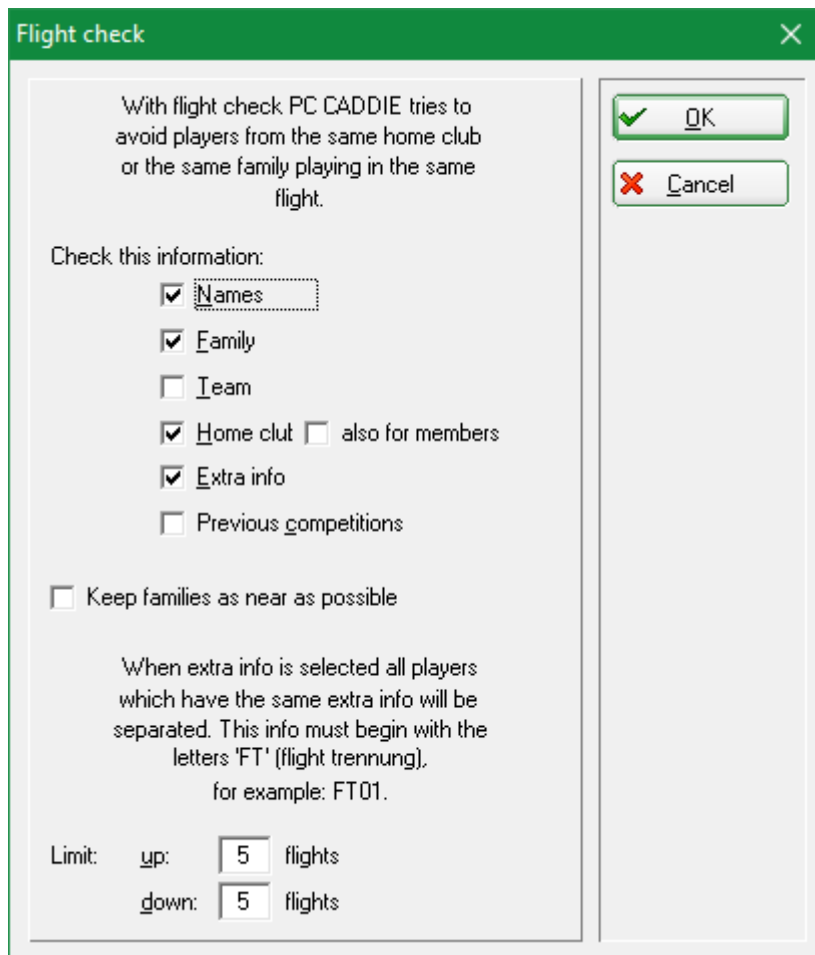 Flight check
With flight check PC CADDIE tries to
avoid players from the same home club
or the same family playing in the same
flight.
OK
Cancel
Check this information:
Names
Family
Team
Home clut also for members
Extra info
Previous competitions
Keep families as near as possible
When extra info is selected all players
which have the same extra info will be
separated. This info must begin with the
letters 'FT' (flight trennung),
for example: FT01.
Limit: up: 5 flights
down: 5 flights